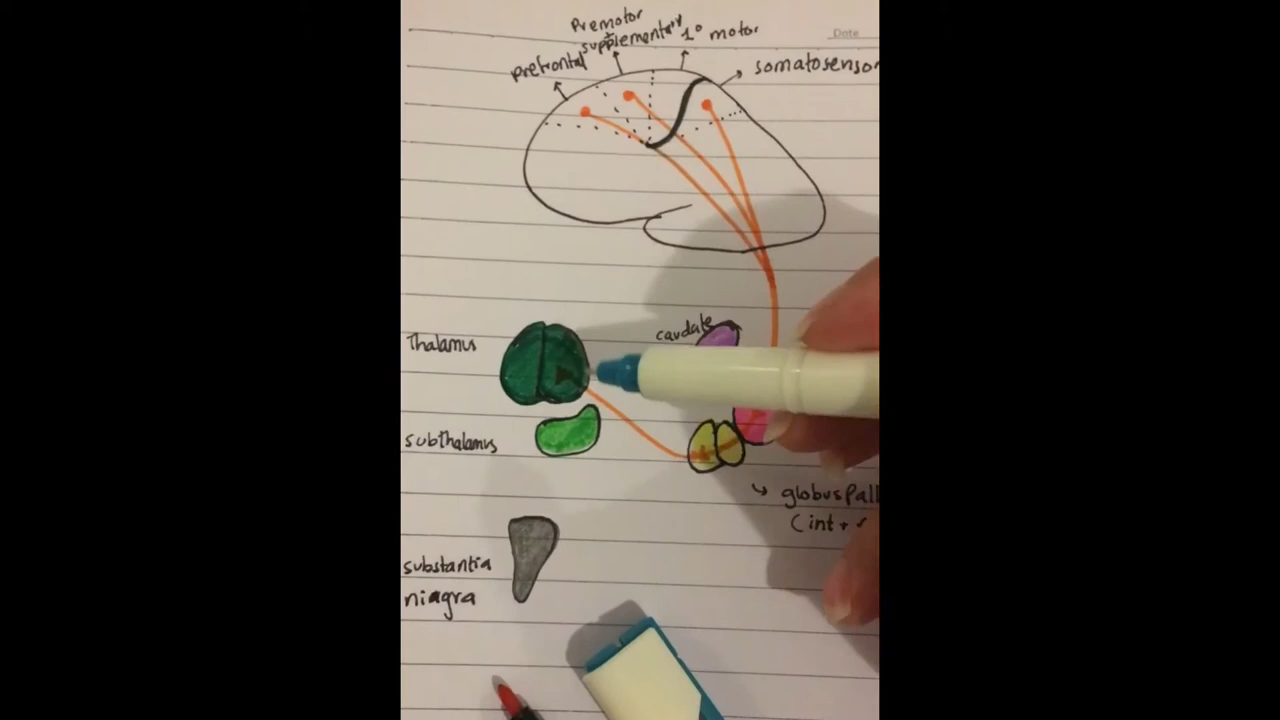 Date
Premotor
+
supplementary
1° motor
prefrontal
somatosensor
caudate
Thalamus
subthalamus
globus Pall
(int +
substantia
niagra